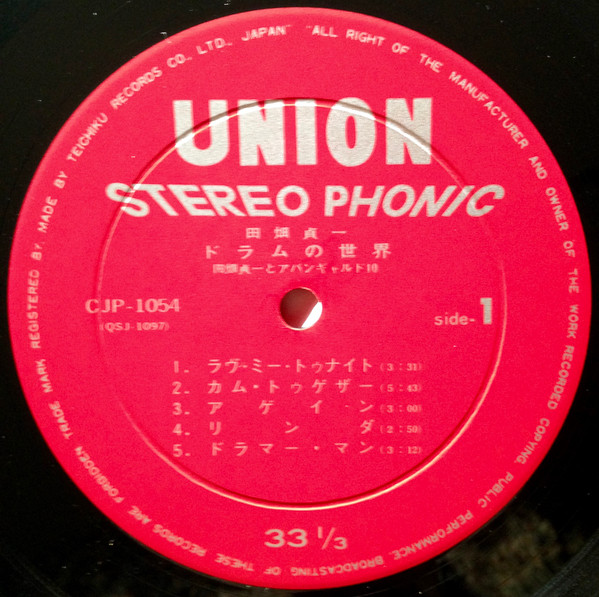 TRADE MARK REGISTERED BY. MADE BY TEICHIKU RECORDS CO., LTD., JAPAN" "ALL RIGHT OF THE MANUFACTURER AND OWNER OF THE WORK RECORDED COPYING, PUBLIC PERFORMANCE, BROADCASTING OF THESE RECORDS ARE FORBIDDEN
UNION
STEREO PHONIC
田畑貞一
ドラムの世界
田畑貞一とアバンギャルド10
CJP-1054
(QSJ-1097)
side-1
1. ラヴ・ミー・トゥナイト (3:31)
2. カム・トゥゲザー (5:43)
3. アゲイン (3:00)
4. リンダ (2:50)
5. ドラマー・マン (3:12)
33 1/3